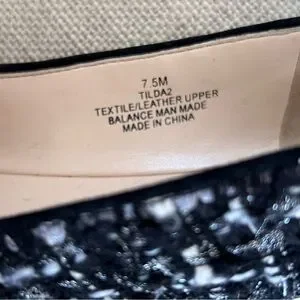 7.5M
TILDA2
TEXTILE/LEATHER UPPER
BALANCE MAN MADE
MADE IN CHINA